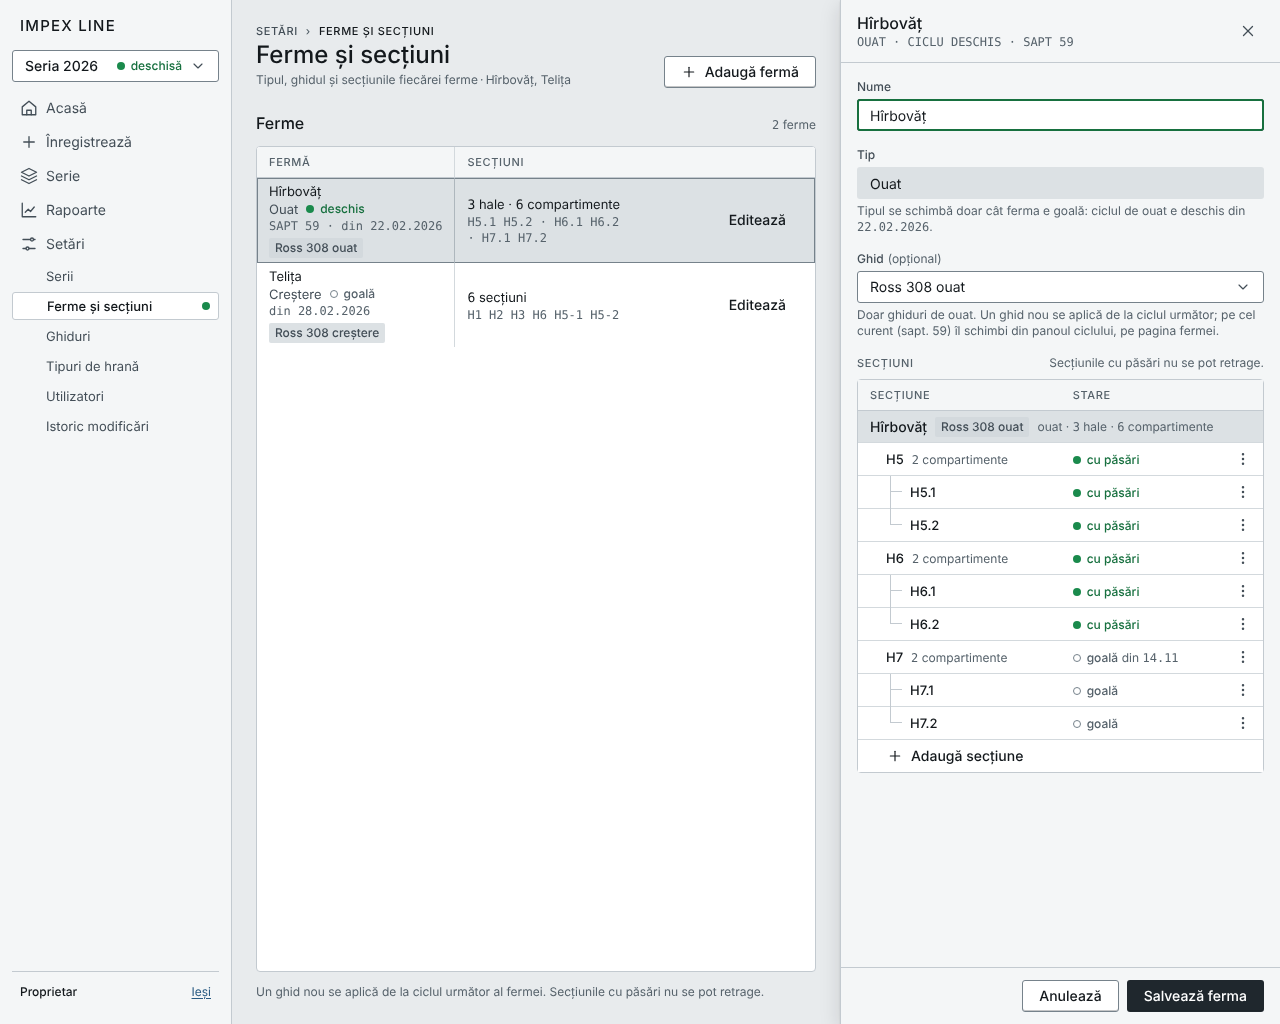 IMPEX LINE
Seria 2026 deschisă
Acasă
Înregistrează
Serie
Rapoarte
Setări
Serii
Ferme și secțiuni
Ghiduri
Tipuri de hrană
Utilizatori
Istoric modificări
Proprietar Ieși
SETĂRI › FERME ȘI SECȚIUNI
Ferme și secțiuni
Tipul, ghidul și secțiunile fiecărei ferme · Hîrbovăț, Telița
Adaugă fermă
Ferme 2 ferme
FERMĂ SECȚIUNI
Hîrbovăț
Ouat deschis
SAPT 59 · din 22.02.2026
Ross 308 ouat
3 hale · 6 compartimente
H5.1 H5.2 · H6.1 H6.2
· H7.1 H7.2
Editează
Telița
Creștere goală
din 28.02.2026
Ross 308 creștere
6 secțiuni
H1 H2 H3 H6 H5-1 H5-2
Editează
Un ghid nou se aplică de la ciclul următor al fermei. Secțiunile cu păsări nu se pot retrage.
Hîrbovăț
OUAT · CICLU DESCHIS · SAPT 59
Nume
Hîrbovăț
Tip
Ouat
Tipul se schimbă doar cât ferma e goală: ciclul de ouat e deschis din
22.02.2026.
Ghid (opțional)
Ross 308 ouat
Doar ghiduri de ouat. Un ghid nou se aplică de la ciclul următor; pe cel
curent (sapt. 59) îl schimbi din panoul ciclului, pe pagina fermei.
SECȚIUNI Secțiunile cu păsări nu se pot retrage.
SECȚIUNE STARE
Hîrbovăț Ross 308 ouat ouat · 3 hale · 6 compartimente
H5 2 compartimente cu păsări
H5.1 cu păsări
H5.2 cu păsări
H6 2 compartimente cu păsări
H6.1 cu păsări
H6.2 cu păsări
H7 2 compartimente goală din 14.11
H7.1 goală
H7.2 goală
Adaugă secțiune
Anulează Salvează ferma